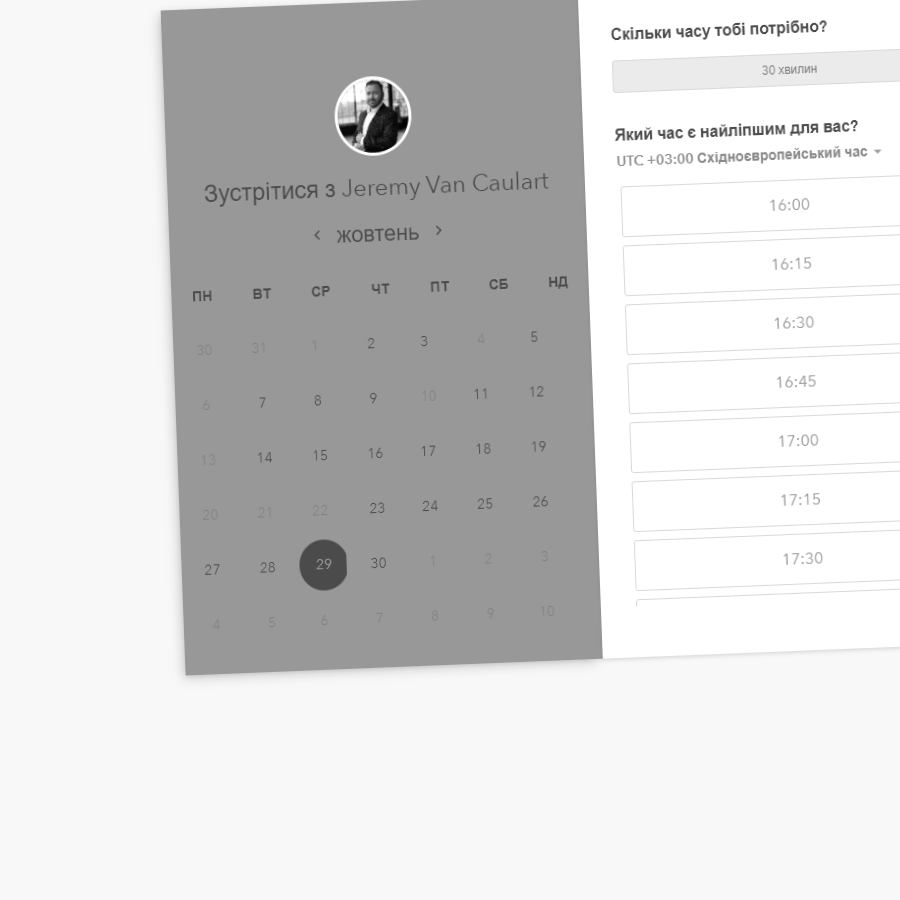 Зустрітися з Jeremy Van Caulart
< жовтень >
ПН ВТ СР ЧТ ПТ СБ НД
30 31 1 2 3 4 5
6 7 8 9 10 11 12
13 14 15 16 17 18 19
20 21 22 23 24 25 26
27 28 29 30 1 2 3
4 5 6 7 8 9 10
Скільки часу тобі потрібно?
30 хвилин
Який час є найліпшим для вас?
UTC +03:00 Східноєвропейський час
16:00
16:15
16:30
16:45
17:00
17:15
17:30